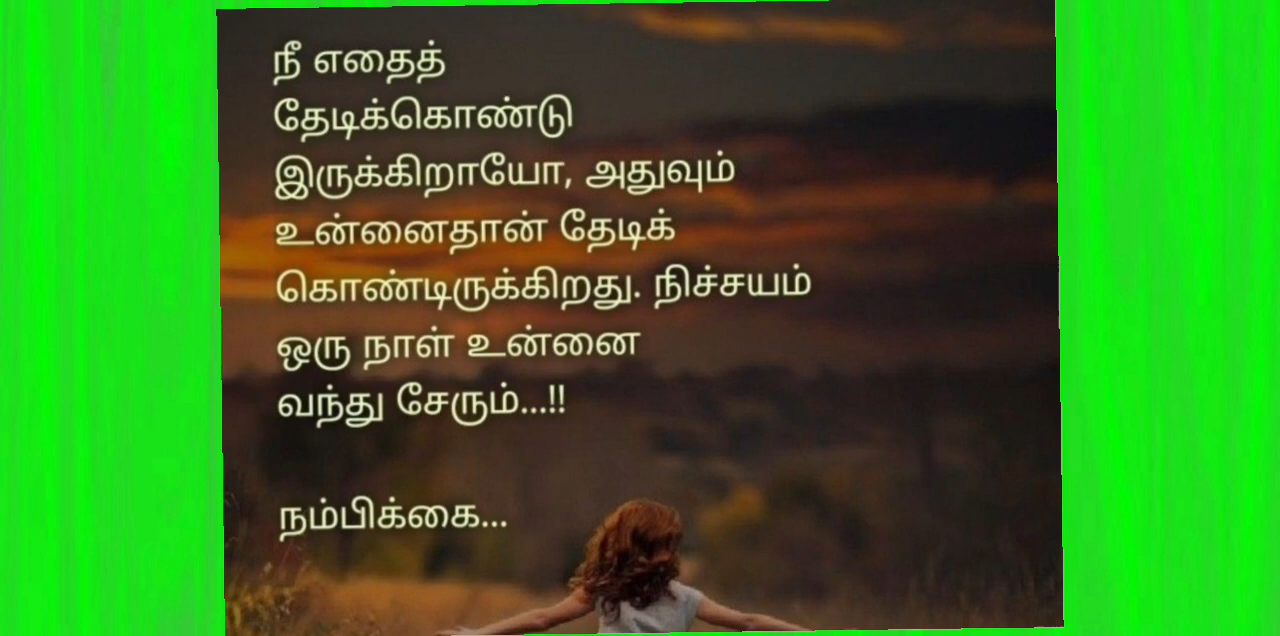 நீ எதைத்
தேடிக்கொண்டு
இருக்கிறாயோ, அதுவும்
உன்னைதான் தேடிக்
கொண்டிருக்கிறது. நிச்சயம்
ஒரு நாள் உன்னை
வந்து சேரும்...!!
நம்பிக்கை...